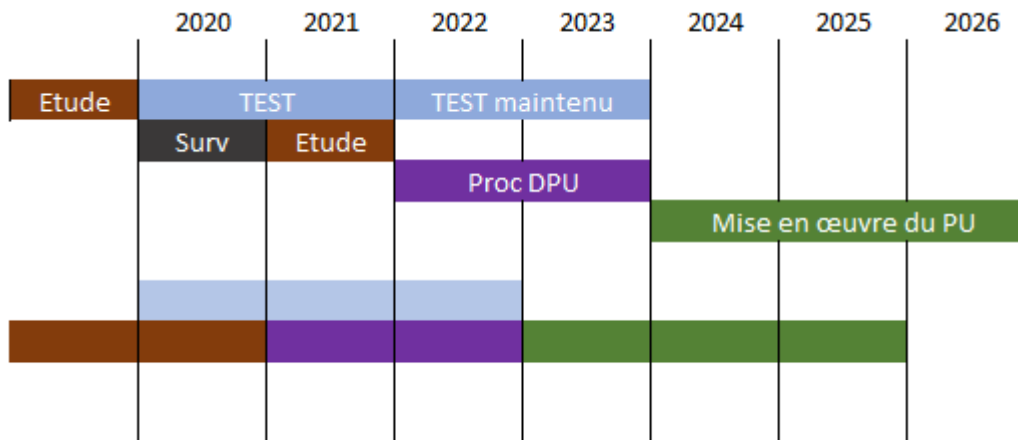 2020 2021 2022 2023 2024 2025 2026
Etude TEST TEST maintenu
Surv Etude
Proc DPU
Mise en œuvre du PU